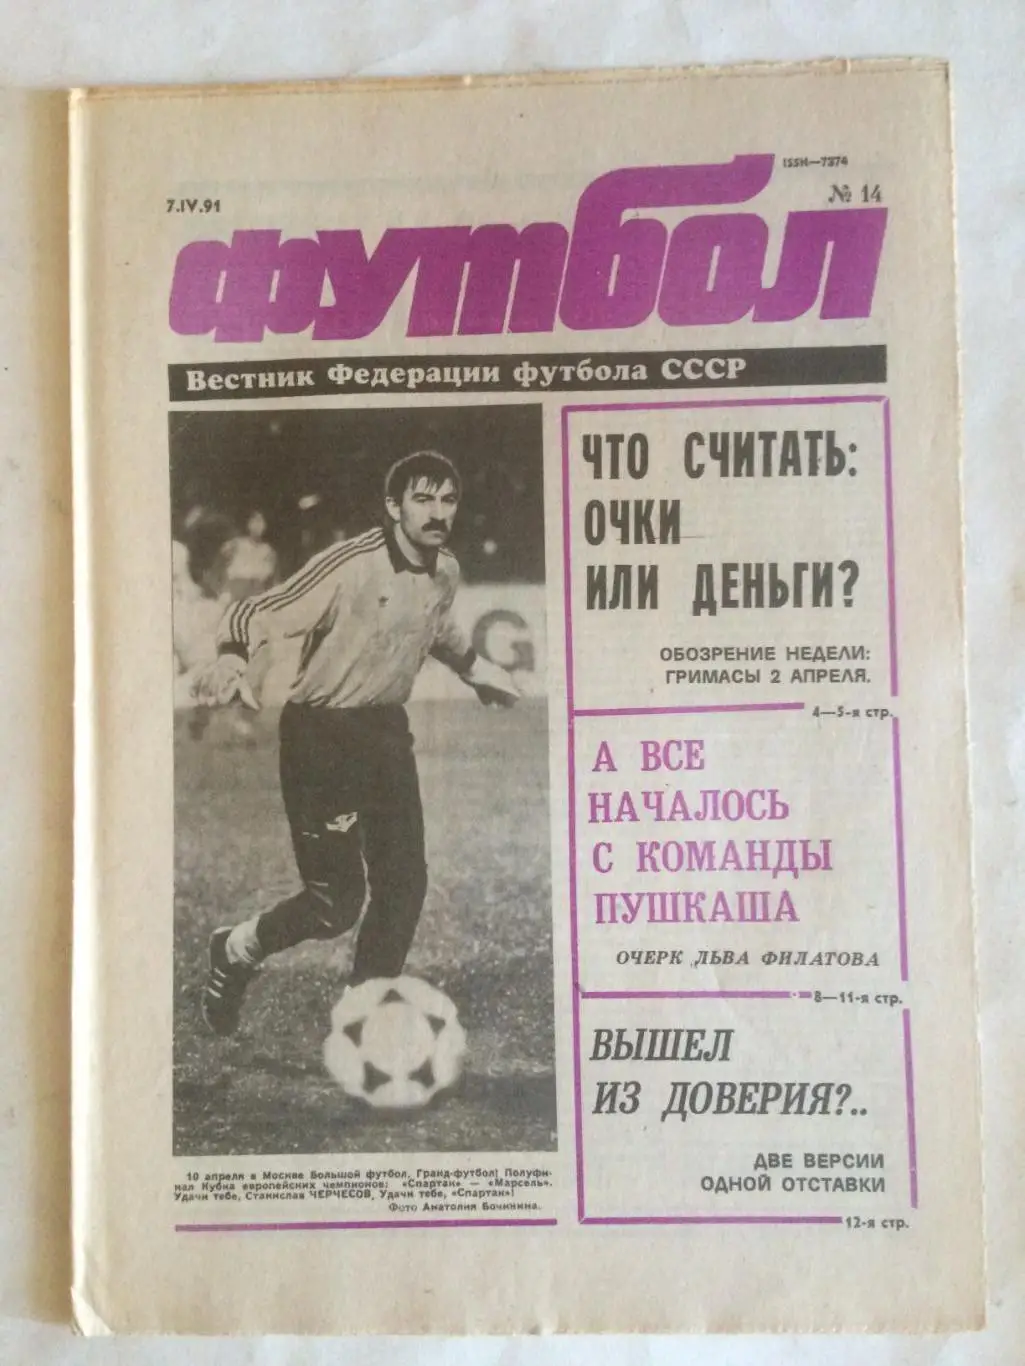 ISSN—7374
7.IV.91
№ 14
футбол
Вестник Федерации футбола СССР
ЧТО СЧИТАТЬ:
ОЧКИ
ИЛИ ДЕНЬГИ?
ОБОЗРЕНИЕ НЕДЕЛИ:
ГРИМАСЫ 2 АПРЕЛЯ.
4—5-я стр.
А ВСЕ
НАЧАЛОСЬ
С КОМАНДЫ
ПУШКАША
ОЧЕРК ЛЬВА ФИЛАТОВА
8—11-я стр.
ВЫШЕЛ
ИЗ ДОВЕРИЯ?..
ДВЕ ВЕРСИИ
ОДНОЙ ОТСТАВКИ
12-я стр.
G
10 апреля в Москве Большой футбол, Гранд-футбол! Полуфи-
нал Кубка европейских чемпионов: «Спартак» — «Марсель».
Удачи тебе, Станислав ЧЕРЧЕСОВ, Удачи тебе, «Спартак»!
Фото Анатолия Бочинина.